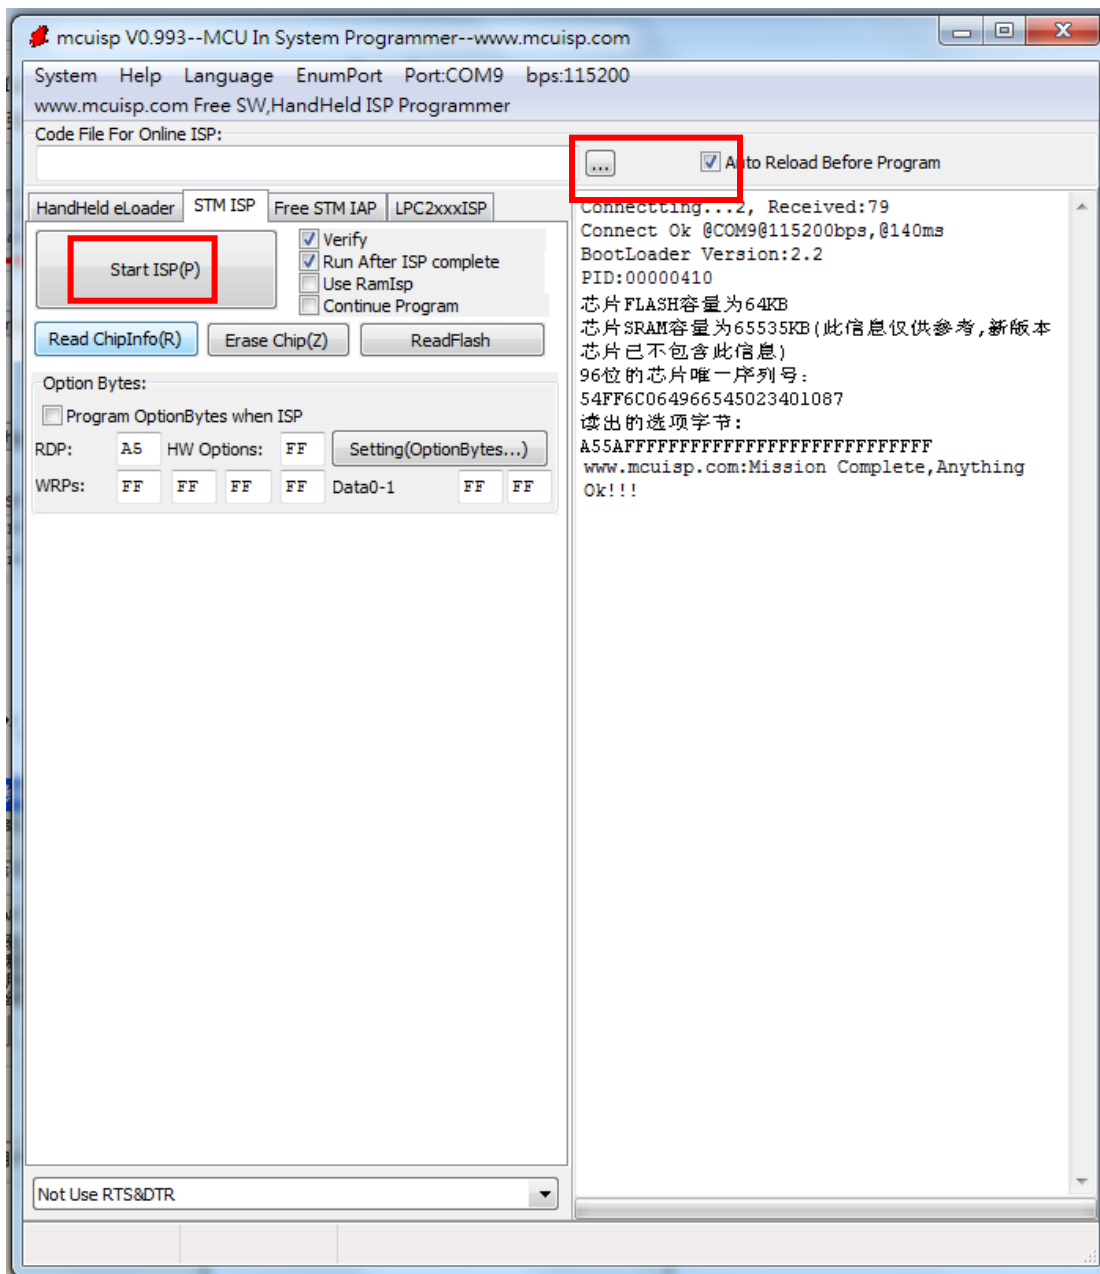 mcuisp V0.993--MCU In System Programmer--www.mcuisp.com
System Help Language EnumPort Port:COM9 bps:115200
www.mcuisp.com Free SW,HandHeld ISP Programmer
Code File For Online ISP:
... Auto Reload Before Program
HandHeld eLoader STM ISP Free STM IAP LPC2xxxISP
Start ISP(P)
Verify
Run After ISP complete
Use RamIsp
Continue Program
Read ChipInfo(R) Erase Chip(Z) ReadFlash
Option Bytes:
Program OptionBytes when ISP
RDP: A5 HW Options: FF Setting(OptionBytes...)
WRPs: FF FF FF FF Data0-1 FF FF
Not Use RTS&DTR
Connectting...2, Received:79
Connect Ok @COM9@115200bps,@140ms
BootLoader Version:2.2
PID:00000410
芯片FLASH容量为64KB
芯片SRAM容量为65535KB(此信息仅供参考,新版本
芯片已不包含此信息)
96位的芯片唯一序列号:
54FF6C064966545023401087
读出的选项字节:
A55AFFFFFFFFFFFFFFFFFFFFFFFFFFFF
www.mcuisp.com:Mission Complete,Anything
Ok!!!